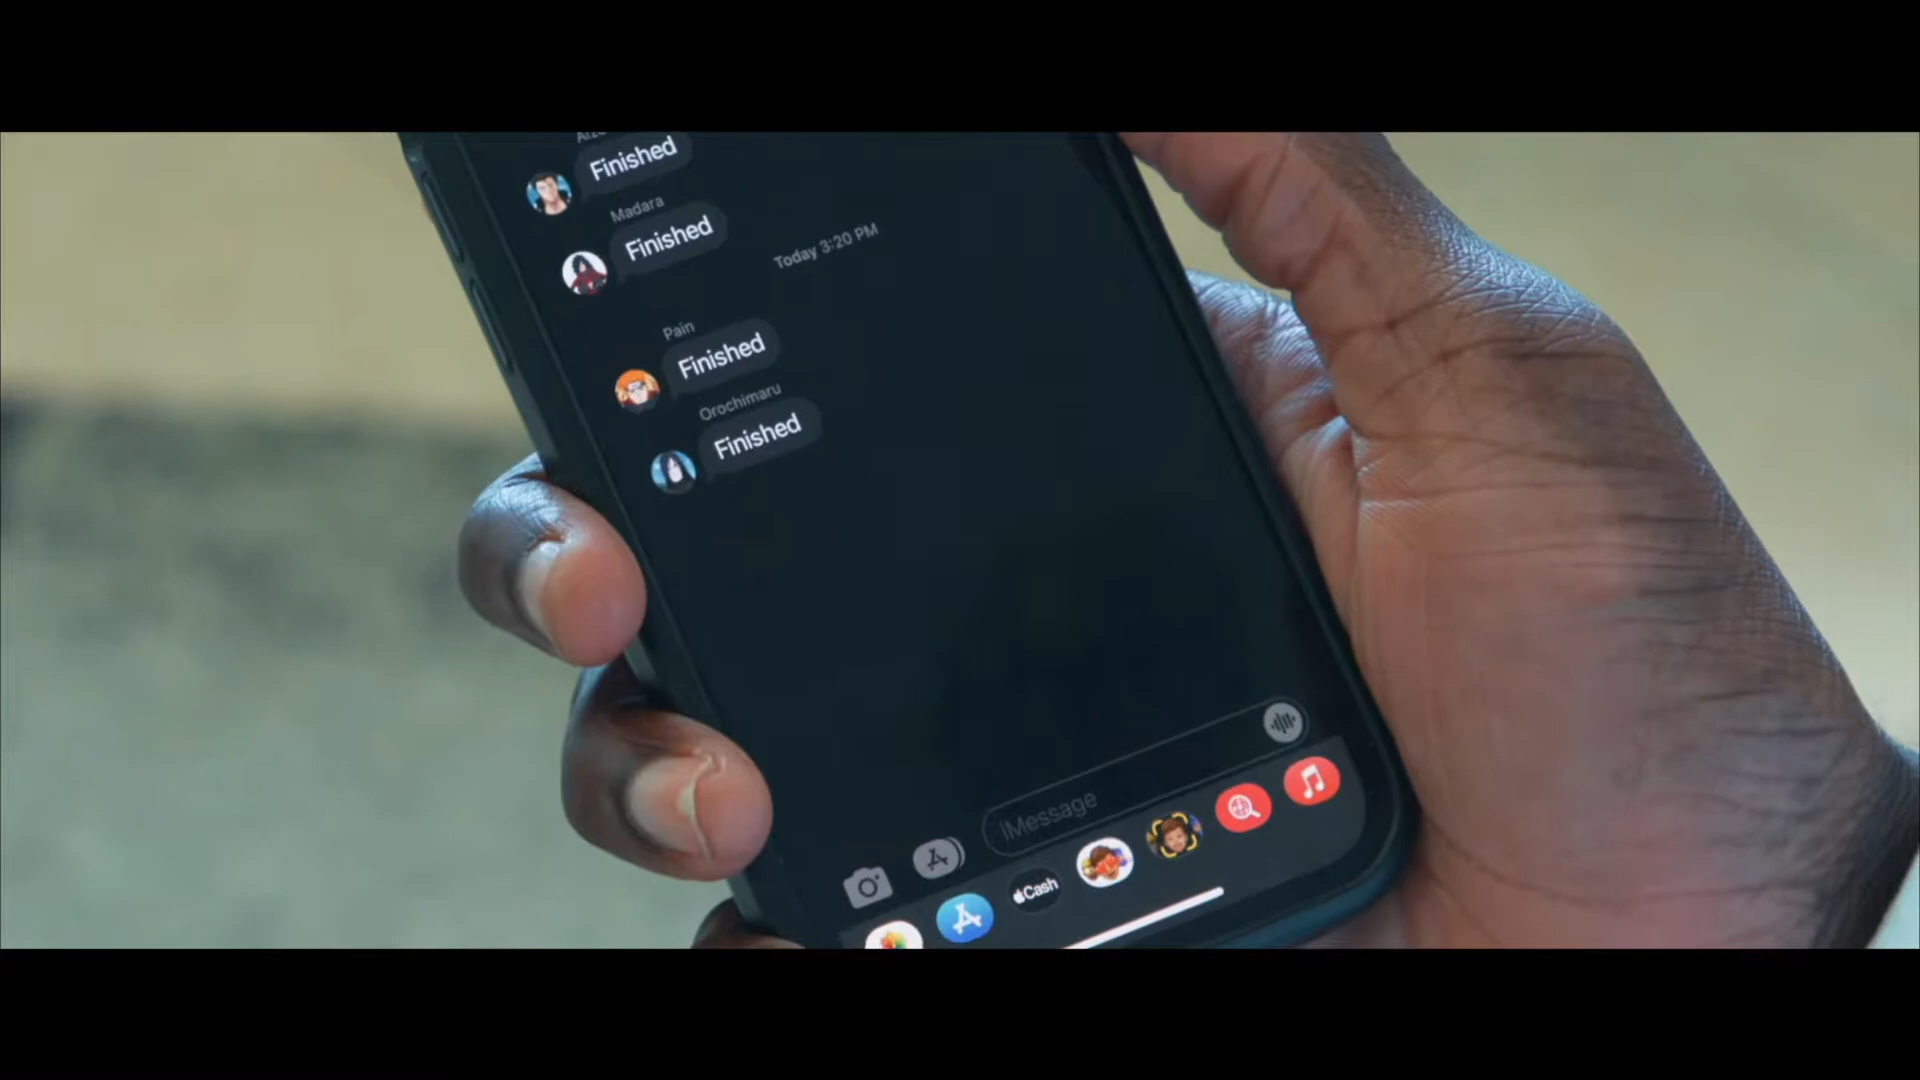 Finished
Madara
Finished
Today 3:20 PM
Pain
Finished
Orochimaru
Finished
iMessage
Cash